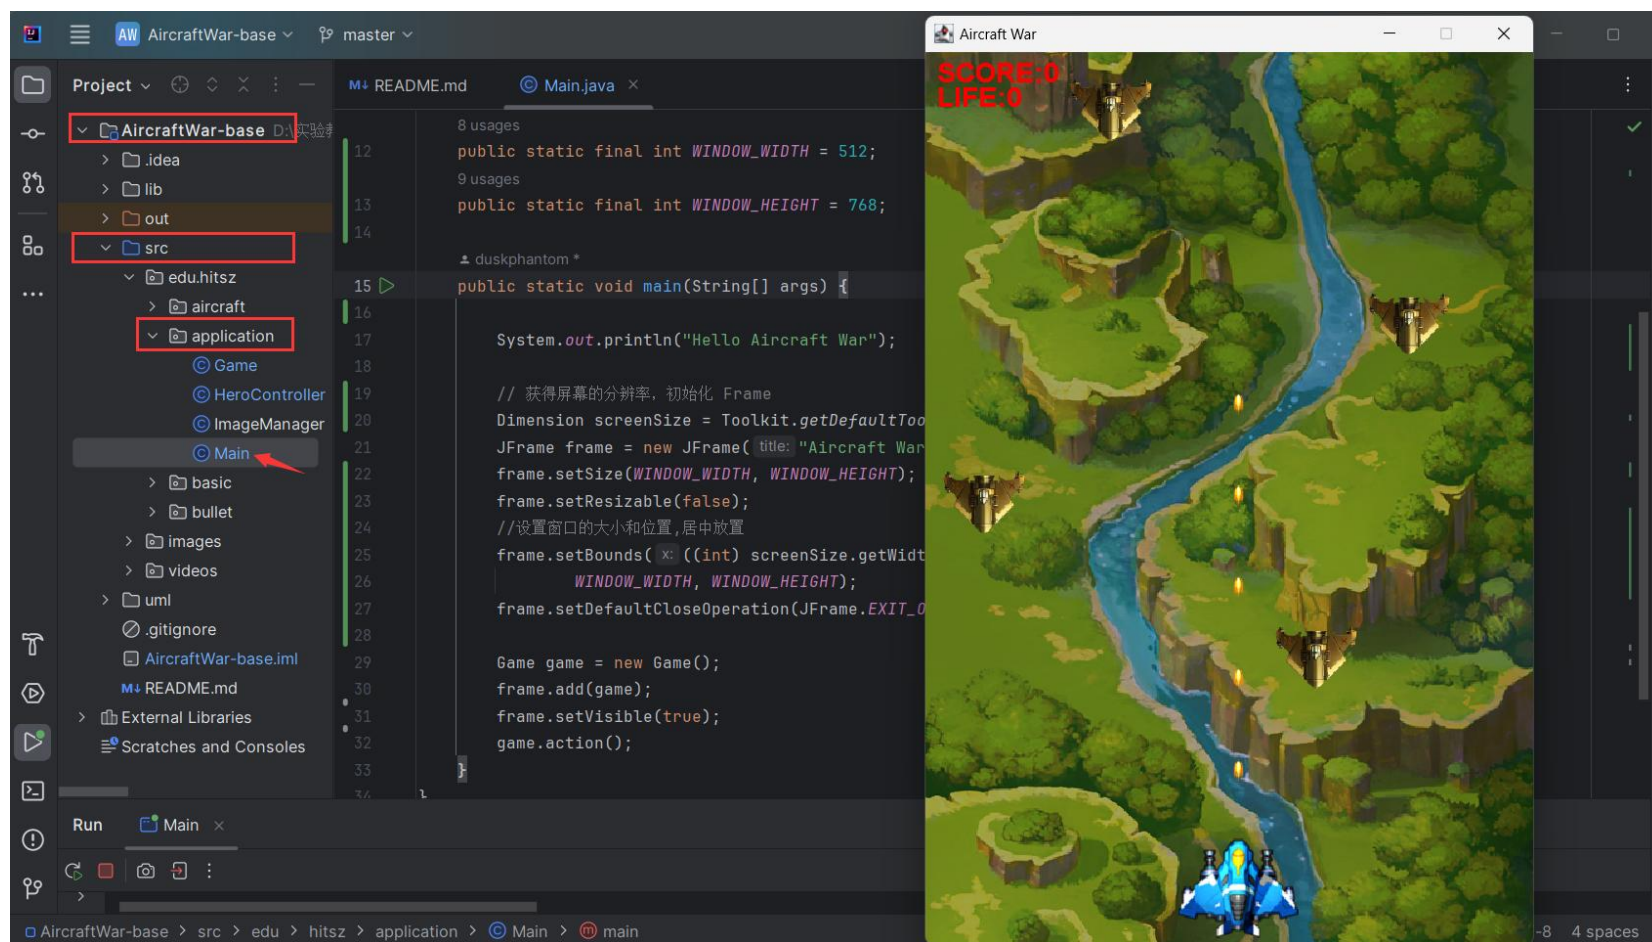 AW AircraftWar-base master
Aircraft War
Project
README.md
Main.java
AircraftWar-base D:\实验
.idea
lib
out
src
edu.hitsz
aircraft
application
Game
HeroController
ImageManager
Main
basic
bullet
images
videos
uml
.gitignore
AircraftWar-base.iml
README.md
External Libraries
Scratches and Consoles
8 usages
12 public static final int WINDOW_WIDTH = 512;
9 usages
13 public static final int WINDOW_HEIGHT = 768;
14
duskphantom *
15 public static void main(String[] args) {
16
17 System.out.println("Hello Aircraft War");
18
19 // 获得屏幕的分辨率，初始化 Frame
20 Dimension screenSize = Toolkit.getDefaultToo
21 JFrame frame = new JFrame( title: "Aircraft War
22 frame.setSize(WINDOW_WIDTH, WINDOW_HEIGHT);
23 frame.setResizable(false);
24 //设置窗口的大小和位置,居中放置
25 frame.setBounds( x: ((int) screenSize.getWidt
26 WINDOW_WIDTH, WINDOW_HEIGHT);
27 frame.setDefaultCloseOperation(JFrame.EXIT_O
28
29 Game game = new Game();
30 frame.add(game);
31 frame.setVisible(true);
32 game.action();
33 }
34 }
SCORE:0
LIFE:0
Run Main
AircraftWar-base > src > edu > hitsz > application > Main > main
-8 4 spaces